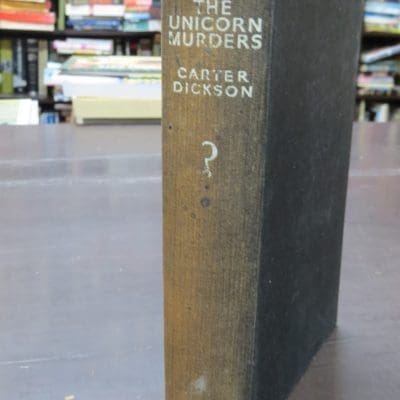 THE
UNICORN
MURDERS
CARTER
DICKSON
?